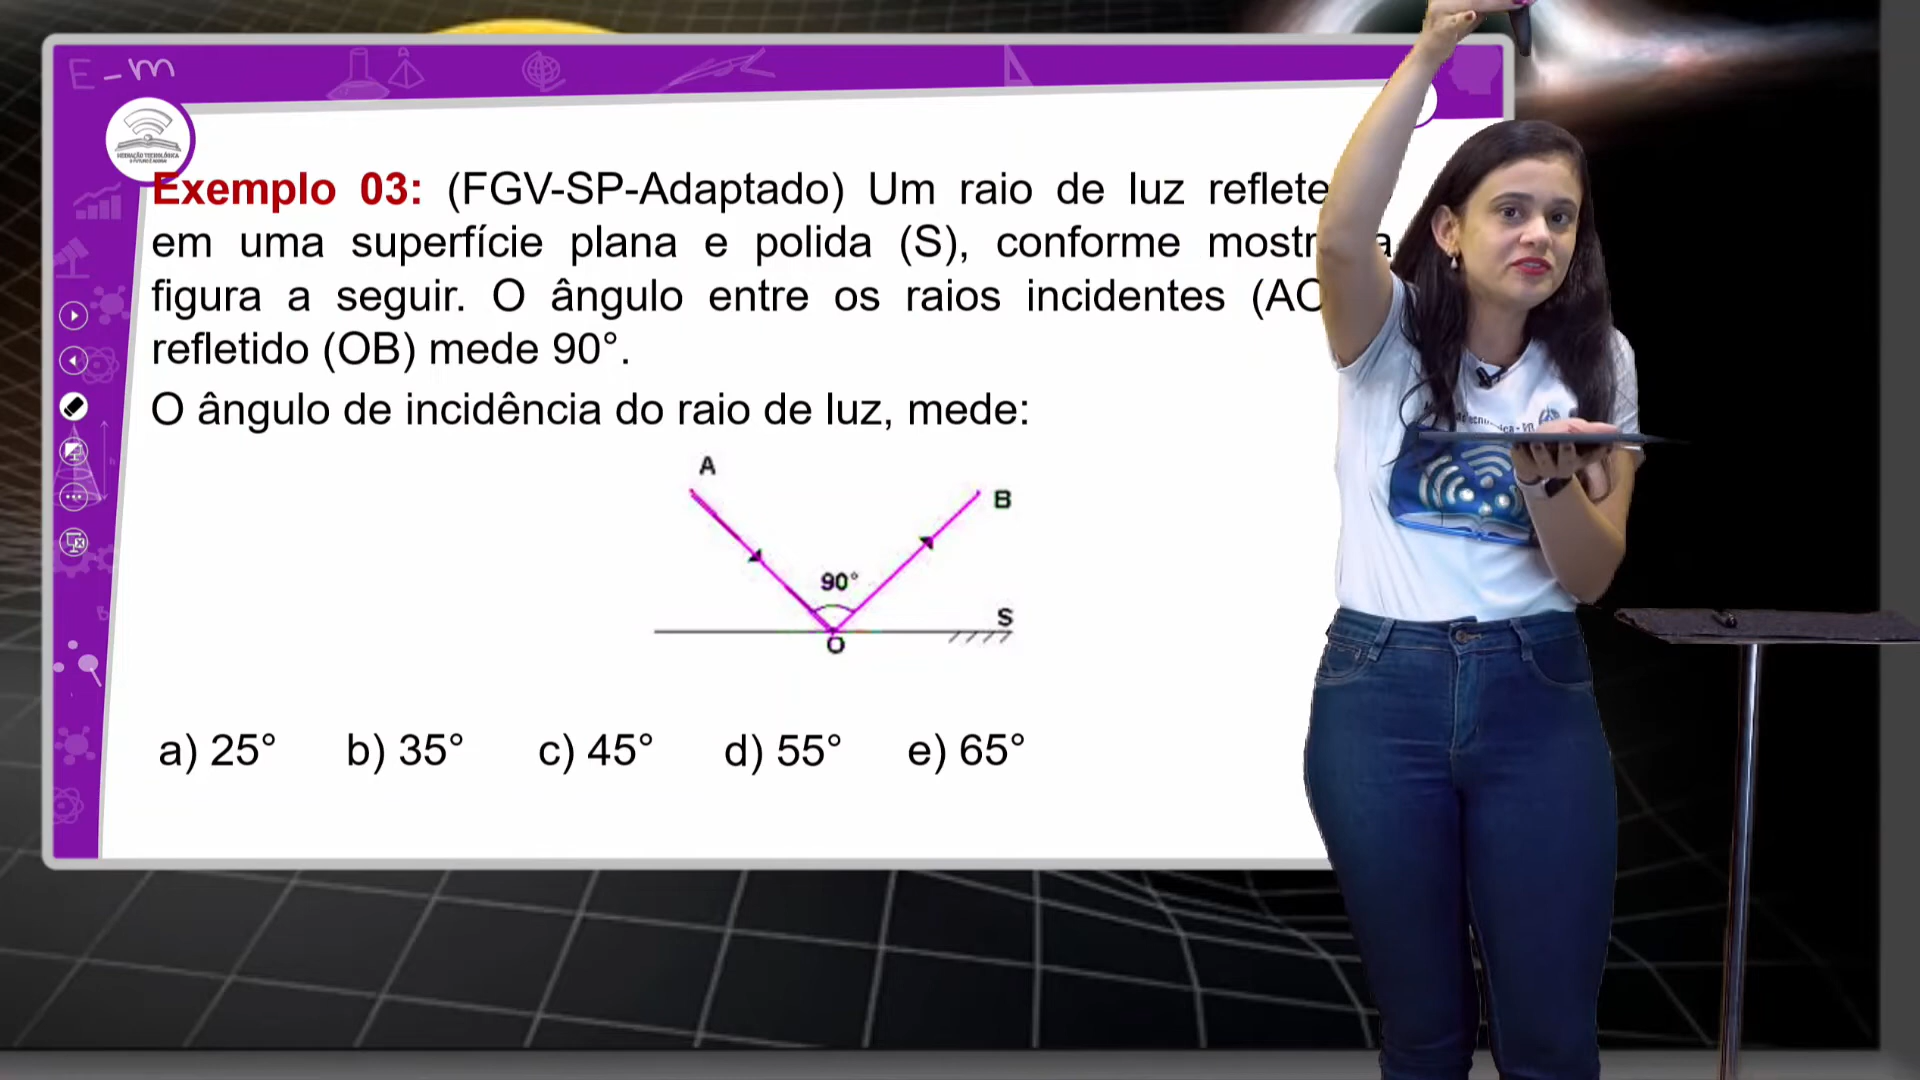 E-m
Exemplo 03: (FGV-SP-Adaptado) Um raio de luz reflete
em uma superfície plana e polida (S), conforme a
figura a seguir. O ângulo entre os raios incidentes
refletido (OB) mede 90°.
O ângulo de incidência do raio de luz, mede:
A
B
90°
S
O
a) 25° b) 35° c) 45° d) 55° e) 65°